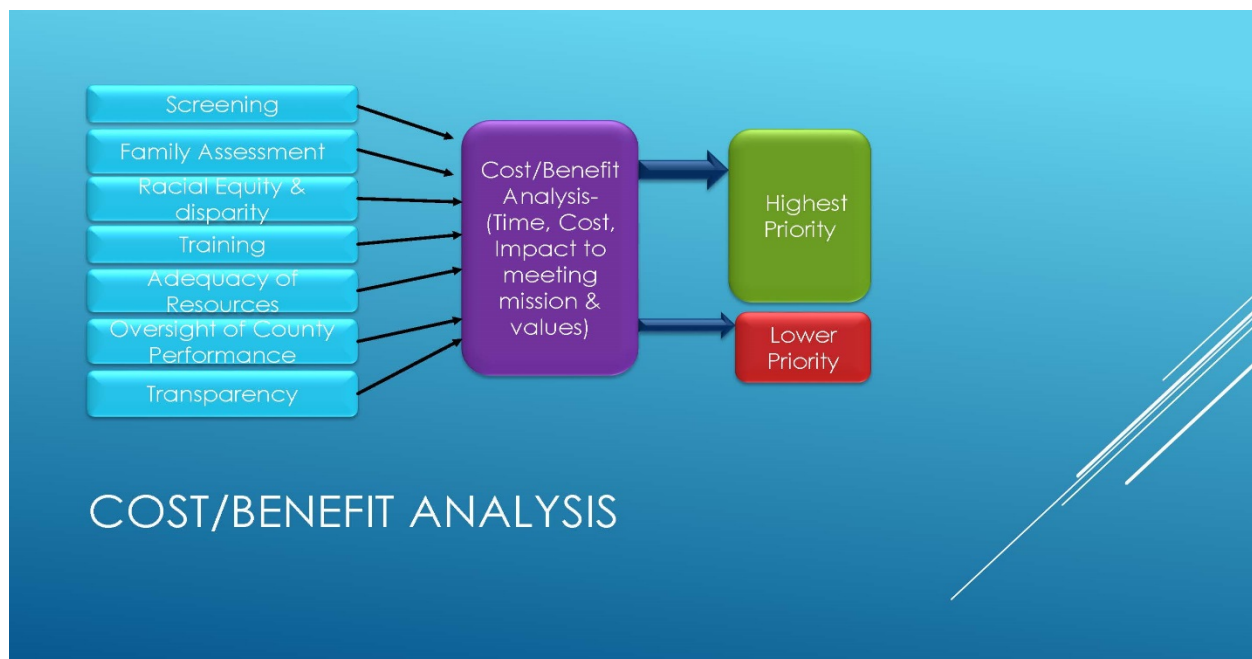 Screening
Family Assessment
Racial Equity &
disparity
Training
Adequacy of
Resources
Oversight of County
Performance
Transparency
Cost/Benefit
Analysis-
(Time, Cost,
Impact to
meeting
mission &
values)
Highest
Priority
Lower
Priority
COST/BENEFIT ANALYSIS